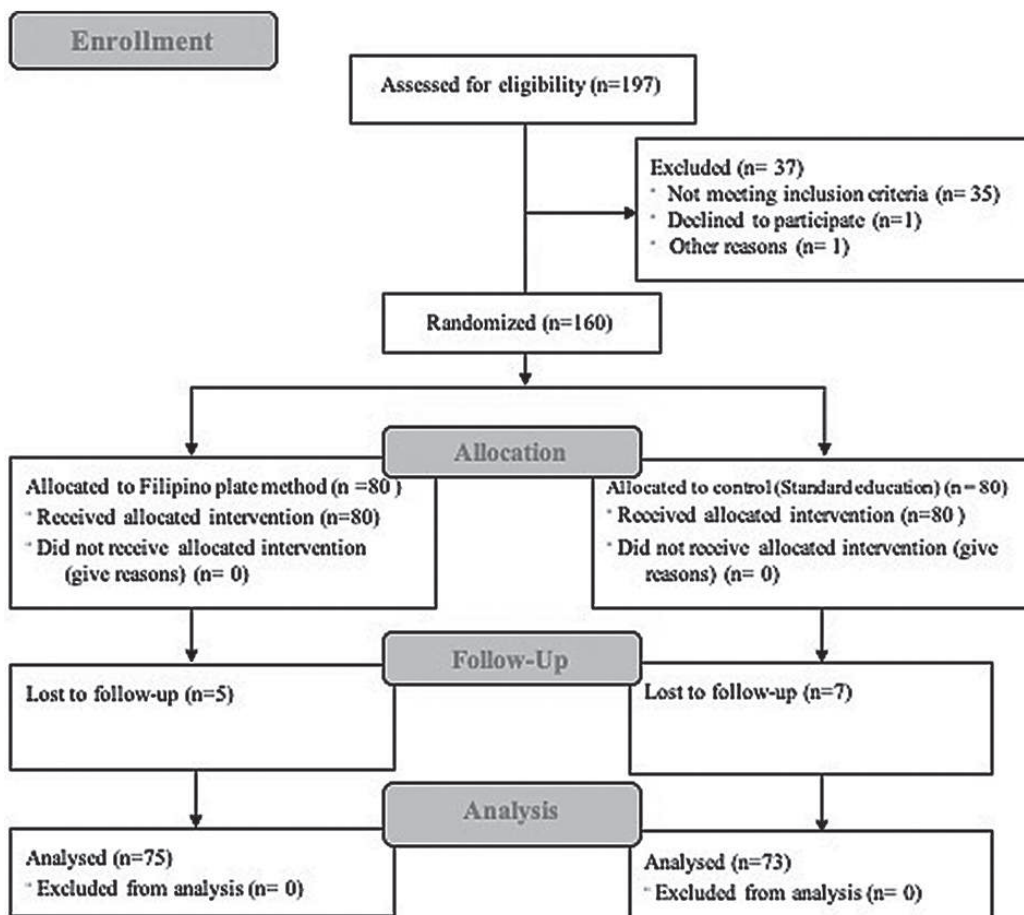 Enrollment
Assessed for eligibility (n=197)
Excluded (n= 37)
· Not meeting inclusion criteria (n= 35)
· Declined to participate (n=1)
· Other reasons (n= 1)
Randomized (n=160)
Allocation
Allocated to Filipino plate method (n =80 )
· Received allocated intervention (n=80)
· Did not receive allocated intervention
(give reasons) (n= 0)
Allocated to control (Standard education) (n= 80)
· Received allocated intervention (n=80 )
· Did not receive allocated intervention (give
reasons) (n= 0)
Follow-Up
Lost to follow-up (n=5)
Lost to follow-up (n=7)
Analysis
Analysed (n=75)
· Excluded from analysis (n= 0)
Analysed (n=73)
· Excluded from analysis (n= 0)